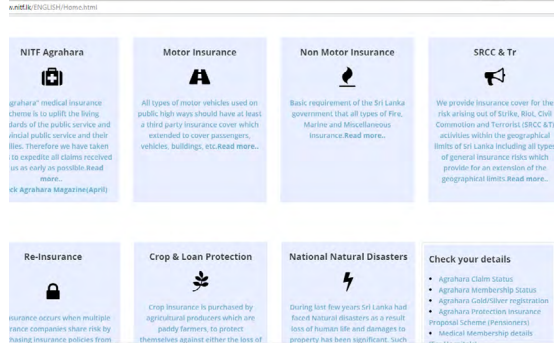 w.nitf.lk/ENGLISH/Home.html
NITF Agrahara
grahara" medical insurance
cheme is to uplift the living
dards of the public service and
vincial public service and their
ilies. Therefore we have taken
to expedite all claims received
us as early as possible.Read
more..
ck Agrahara Magazine(April)
Motor Insurance
All types of motor vehicles used on
public high ways should have at least
a third party insurance cover which
extended to cover passengers,
vehicles, buildings, etc.Read more..
Non Motor Insurance
Basic requirement of the Sri Lanka
government that all types of Fire,
Marine and Miscellaneous
Insurance.Read more..
SRCC & Tr
We provide insurance cover for the
risk arising out of Strike, Riot, Civil
Commotion and Terrorist (SRCC &T)
activities within the geographical
limits of Sri Lanka including all types
of general insurance risks which
provide for an extension of the
geographical limits Read more..
Re-Insurance
nsurance occurs when multiple
rance companies share risk by
hasing insurance policies from
Crop & Loan Protection
Crop insurance is purchased by
agricultural producers which are
paddy farmers, to protect
themselves against either the loss of
National Natural Disasters
During last few years Sri Lanka had
faced Natural disasters as a result
loss of human life and damages to
property has been significant. Such
Check your details
Agrahara Claim Status
Agrahara Membership Status
Agrahara Gold/Silver registration
Agrahara Protection Insurance
Proposal Scheme (Pensionners)
Medical Membership details